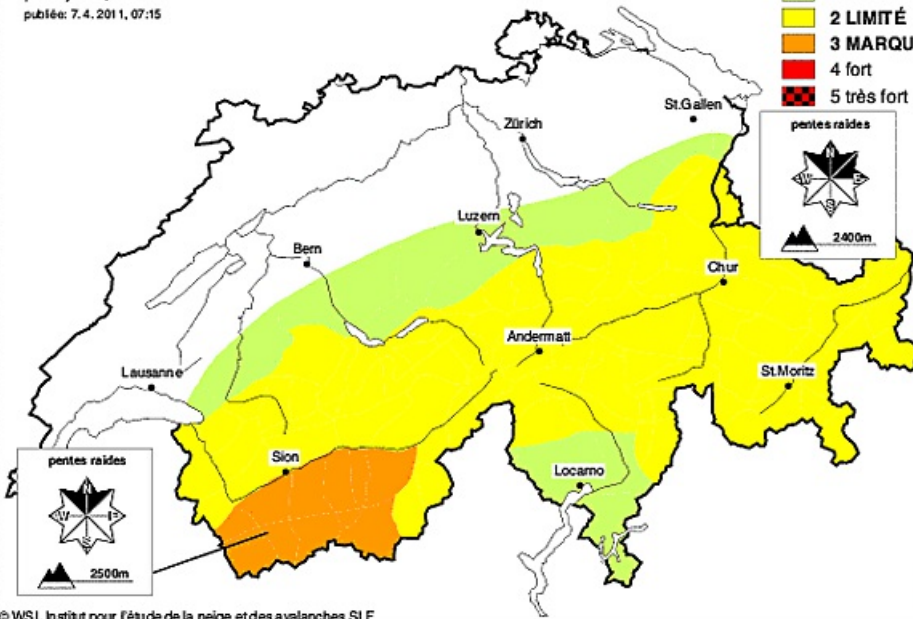 publiée: 7.4.2011, 07:15
2 LIMITÉ
3 MARQU
4 fort
5 très fort
St.Gallen
Zürich
pentes raides
N
W E
S
2400m
Luzern
Bern
Chur
Andermatt
Lausanne
St.Moritz
pentes raides
N
W E
S
2500m
Sion
Locarno
© WSL Institut pour l'étude de la neige et des avalanches SLF